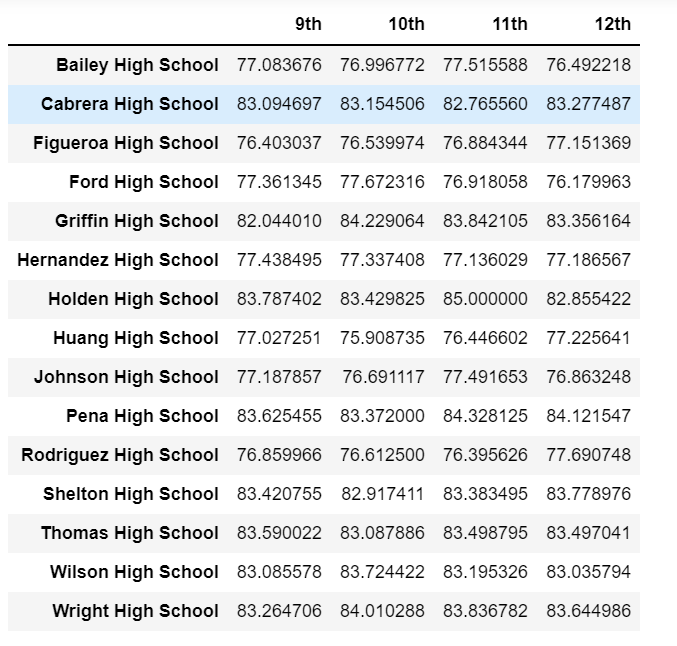 9th 10th 11th 12th
Bailey High School 77.083676 76.996772 77.515588 76.492218
Cabrera High School 83.094697 83.154506 82.765560 83.277487
Figueroa High School 76.403037 76.539974 76.884344 77.151369
Ford High School 77.361345 77.672316 76.918058 76.179963
Griffin High School 82.044010 84.229064 83.842105 83.356164
Hernandez High School 77.438495 77.337408 77.136029 77.186567
Holden High School 83.787402 83.429825 85.000000 82.855422
Huang High School 77.027251 75.908735 76.446602 77.225641
Johnson High School 77.187857 76.691117 77.491653 76.863248
Pena High School 83.625455 83.372000 84.328125 84.121547
Rodriguez High School 76.859966 76.612500 76.395626 77.690748
Shelton High School 83.420755 82.917411 83.383495 83.778976
Thomas High School 83.590022 83.087886 83.498795 83.497041
Wilson High School 83.085578 83.724422 83.195326 83.035794
Wright High School 83.264706 84.010288 83.836782 83.644986